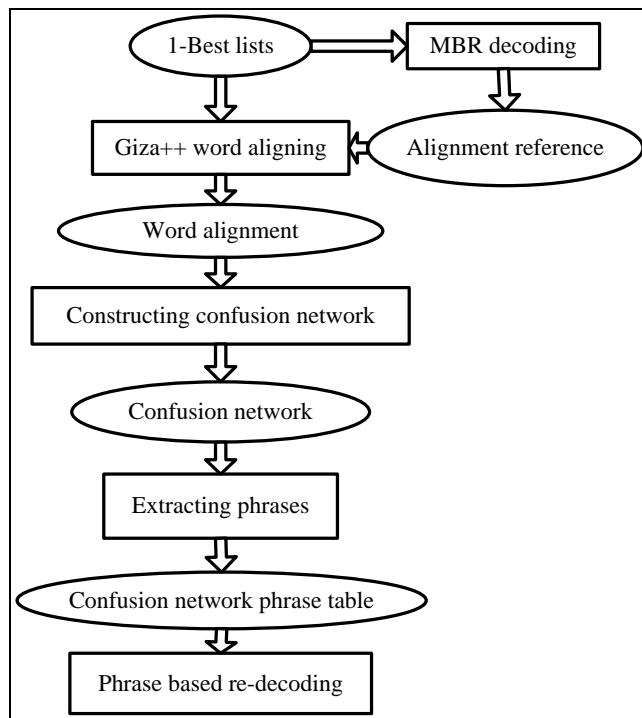 1-Best lists
MBR decoding
Giza++ word aligning
Alignment reference
Word alignment
Constructing confusion network
Confusion network
Extracting phrases
Confusion network phrase table
Phrase based re-decoding